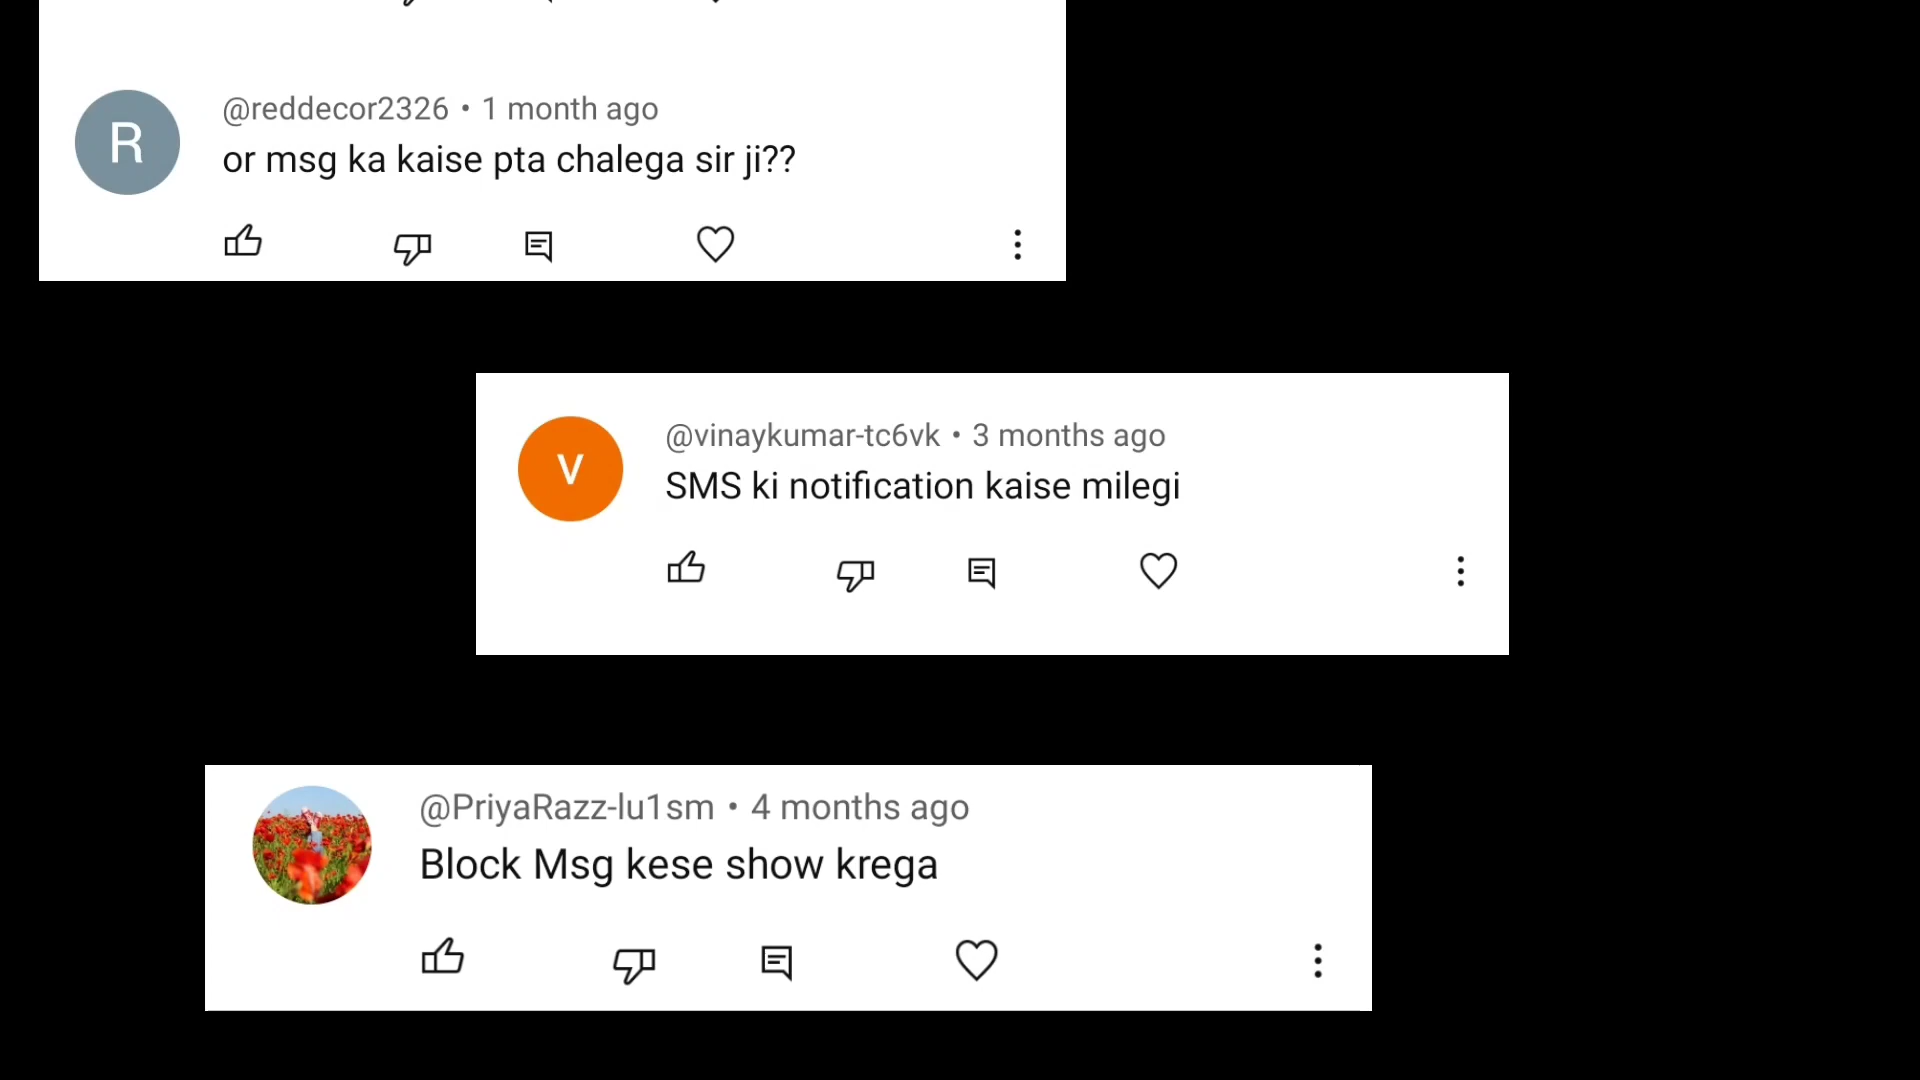 R
@reddecor2326 • 1 month ago
or msg ka kaise pta chalega sir ji??
V
@vinaykumar-tc6vk • 3 months ago
SMS ki notification kaise milegi
@PriyaRazz-lu1sm • 4 months ago
Block Msg kese show krega